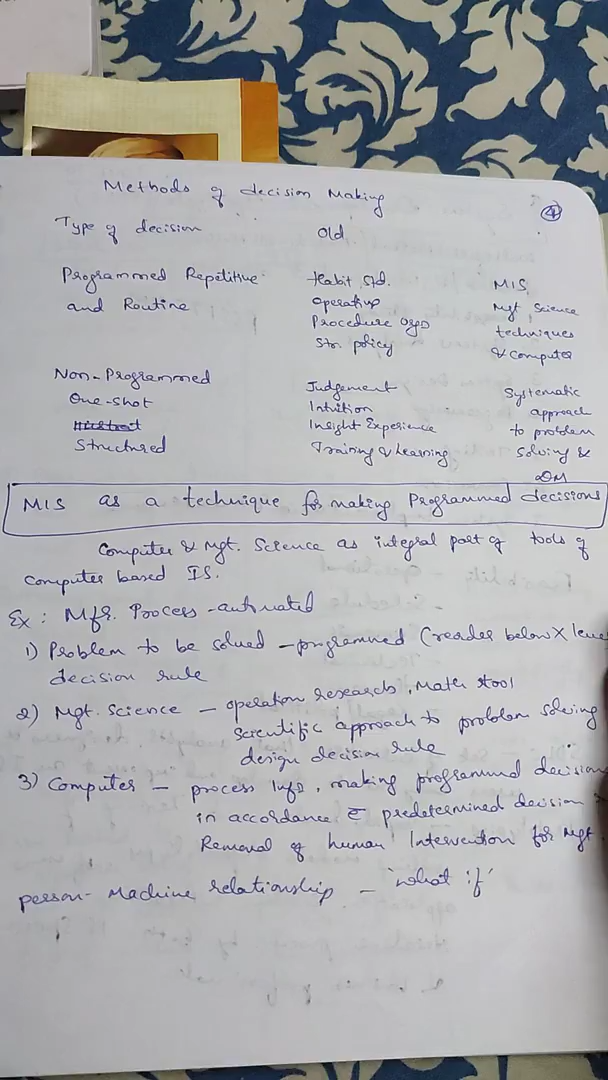 Methods of decision Making
4
Type of decision Old
Programmed Repetitive Habit, std. MIS
and Routine operating Mgt Science
Procedure orgn techniques
Str. policy & computer
Non-Programmed Judgement Systematic
One-shot Intuition approach
Insight Experience to problem
Structured Training & Learning Solving &
DM
MIS as a technique for making Programmed decisions
Computer & Mgt. Science as integral part of tools of
Computer based IS.
Ex: Mfg. Process - automated
1) Problem to be solved - programmed (reader below X level
decision rule
2) Mgt. Science - operation research, Math tool
Scientific approach to problem solving
design decision rule
3) Computer - process Info, making programmed decision
in accordance c̄ predetermined decision
Removal of human Intervention for Mgt
person-Machine relationship - 'what if'